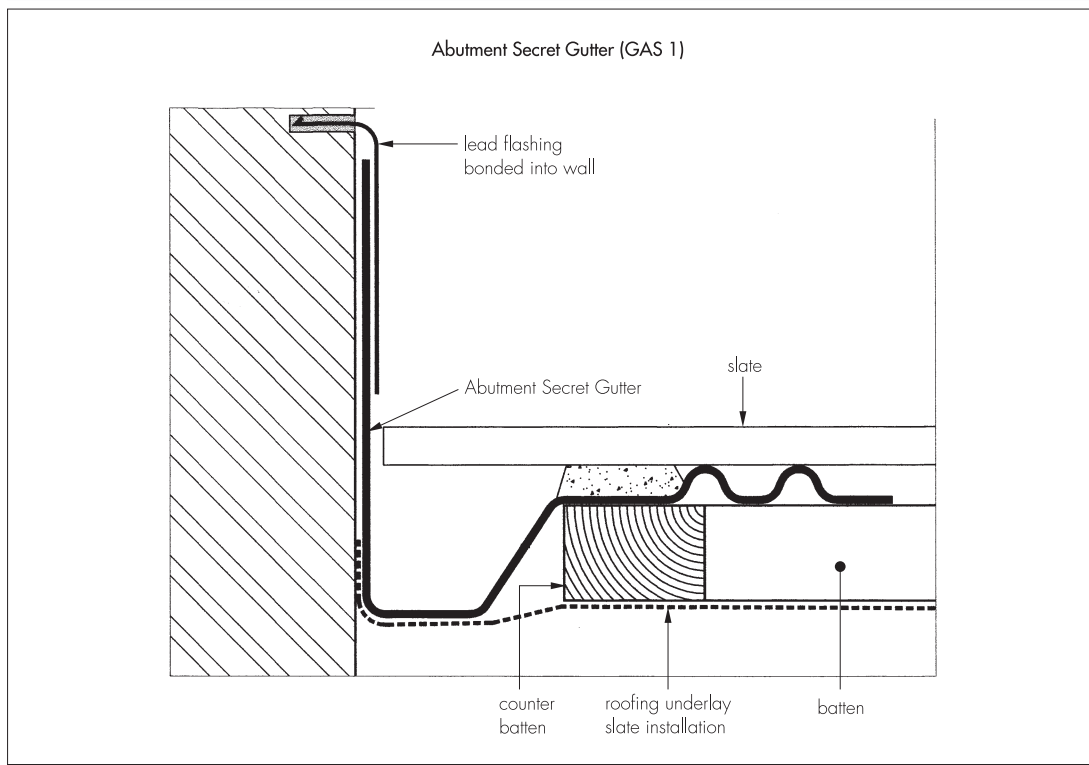 Abutment Secret Gutter (GAS 1)
lead flashing
bonded into wall
slate
Abutment Secret Gutter
counter
batten
roofing underlay
slate installation
batten